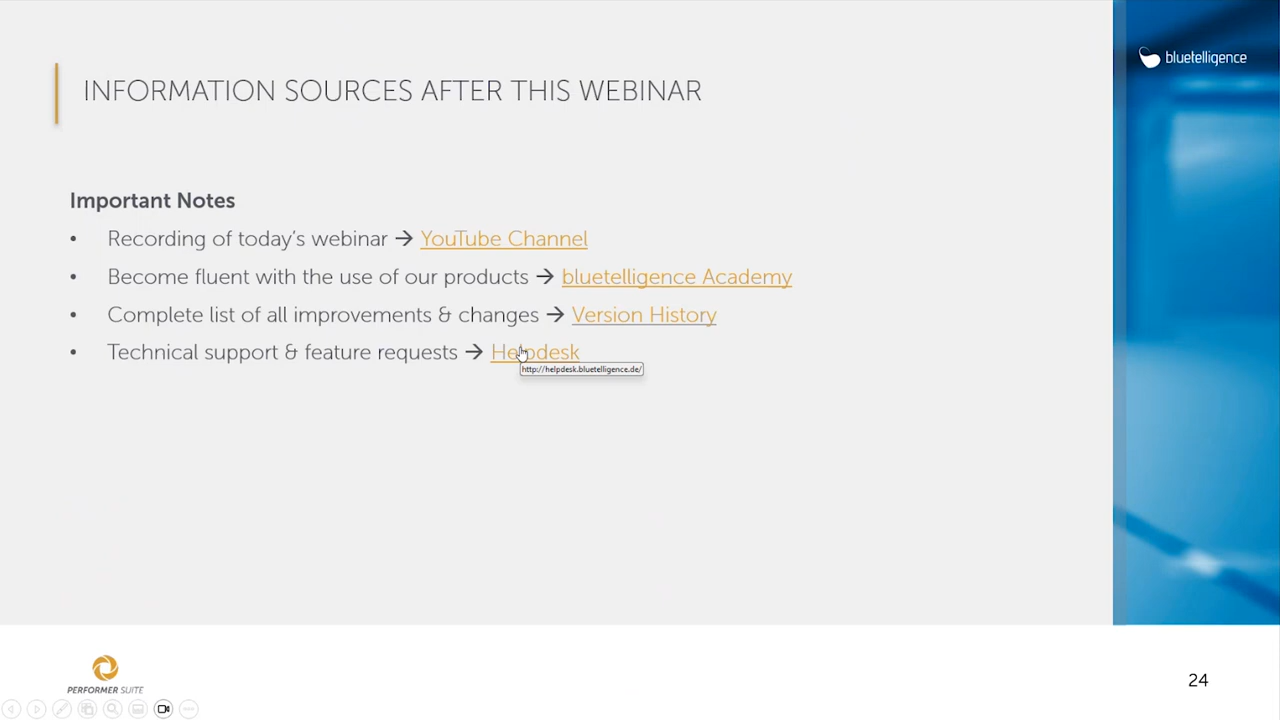 bluetelligence
INFORMATION SOURCES AFTER THIS WEBINAR
Important Notes
• Recording of today's webinar → YouTube Channel
• Become fluent with the use of our products → bluetelligence Academy
• Complete list of all improvements & changes → Version History
• Technical support & feature requests → Helpdesk
http://helpdesk.bluetelligence.de/
PERFORMER SUITE
24